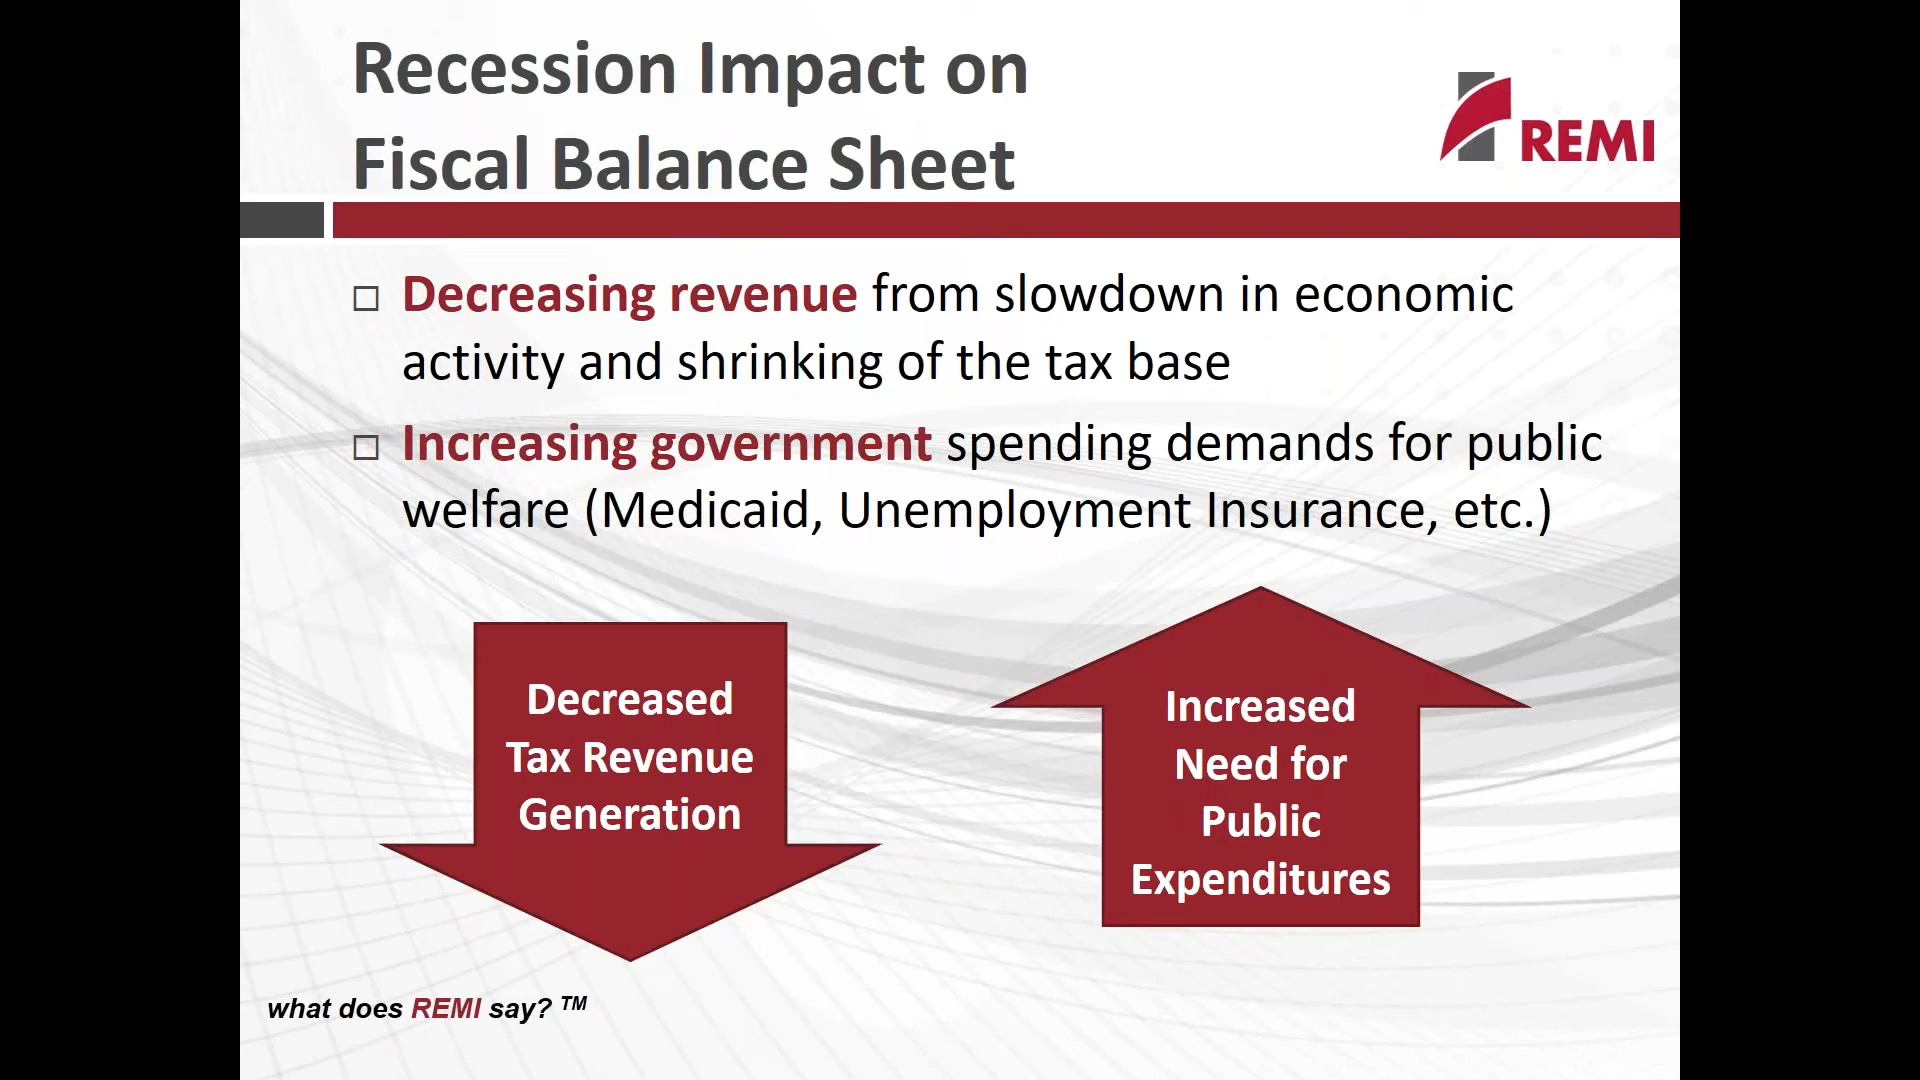 Recession Impact on
Fiscal Balance Sheet
REMI
Decreasing revenue from slowdown in economic
activity and shrinking of the tax base
Increasing government spending demands for public
welfare (Medicaid, Unemployment Insurance, etc.)
Decreased
Tax Revenue
Generation
Increased
Need for
Public
Expenditures
what does REMI say? TM